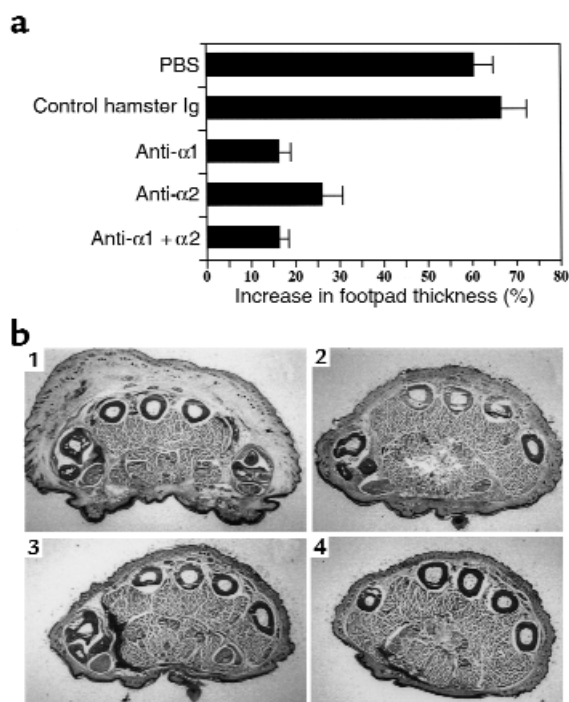 a
PBS
Control hamster Ig
Anti-α1
Anti-α2
Anti-α1 + α2
0 10 20 30 40 50 60 70 80
Increase in footpad thickness (%)
b
1
2
3
4